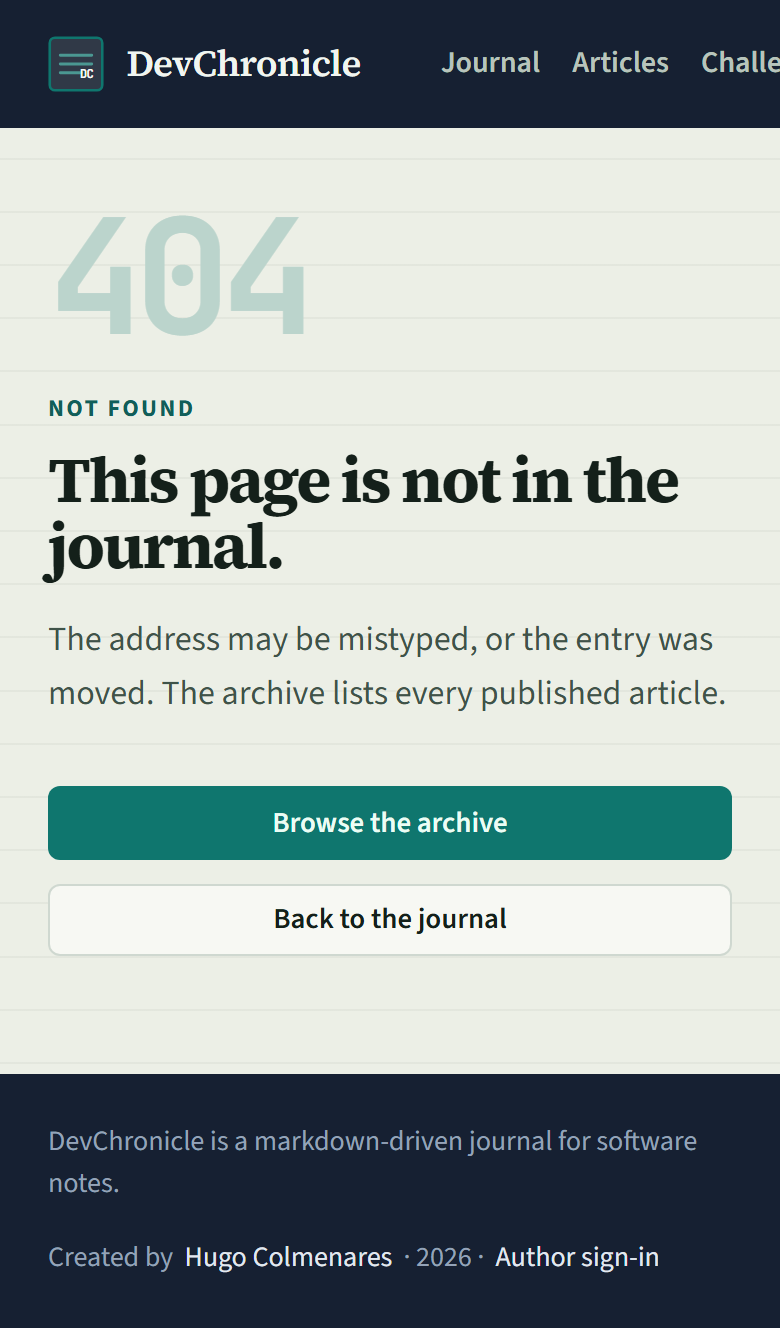 DC
DevChronicle
Journal Articles Challe
404
NOT FOUND
This page is not in the
journal.
The address may be mistyped, or the entry was
moved. The archive lists every published article.
Browse the archive
Back to the journal
DevChronicle is a markdown-driven journal for software
notes.
Created by Hugo Colmenares · 2026 · Author sign-in